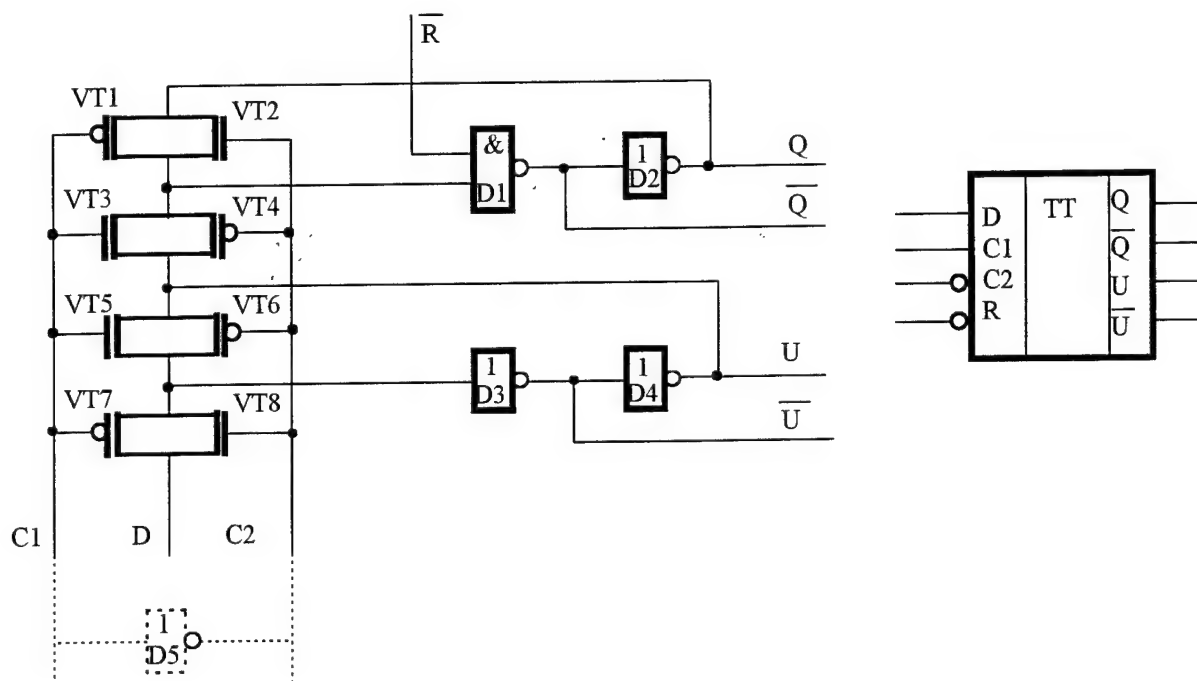 R
VT1
VT2
&
D1
1
D2
Q
Q
VT3
VT4
VT5
VT6
1
D3
1
D4
U
U
VT7
VT8
C1
D
C2
1
D5
D
C1
C2
R
TT
Q
Q
U
U